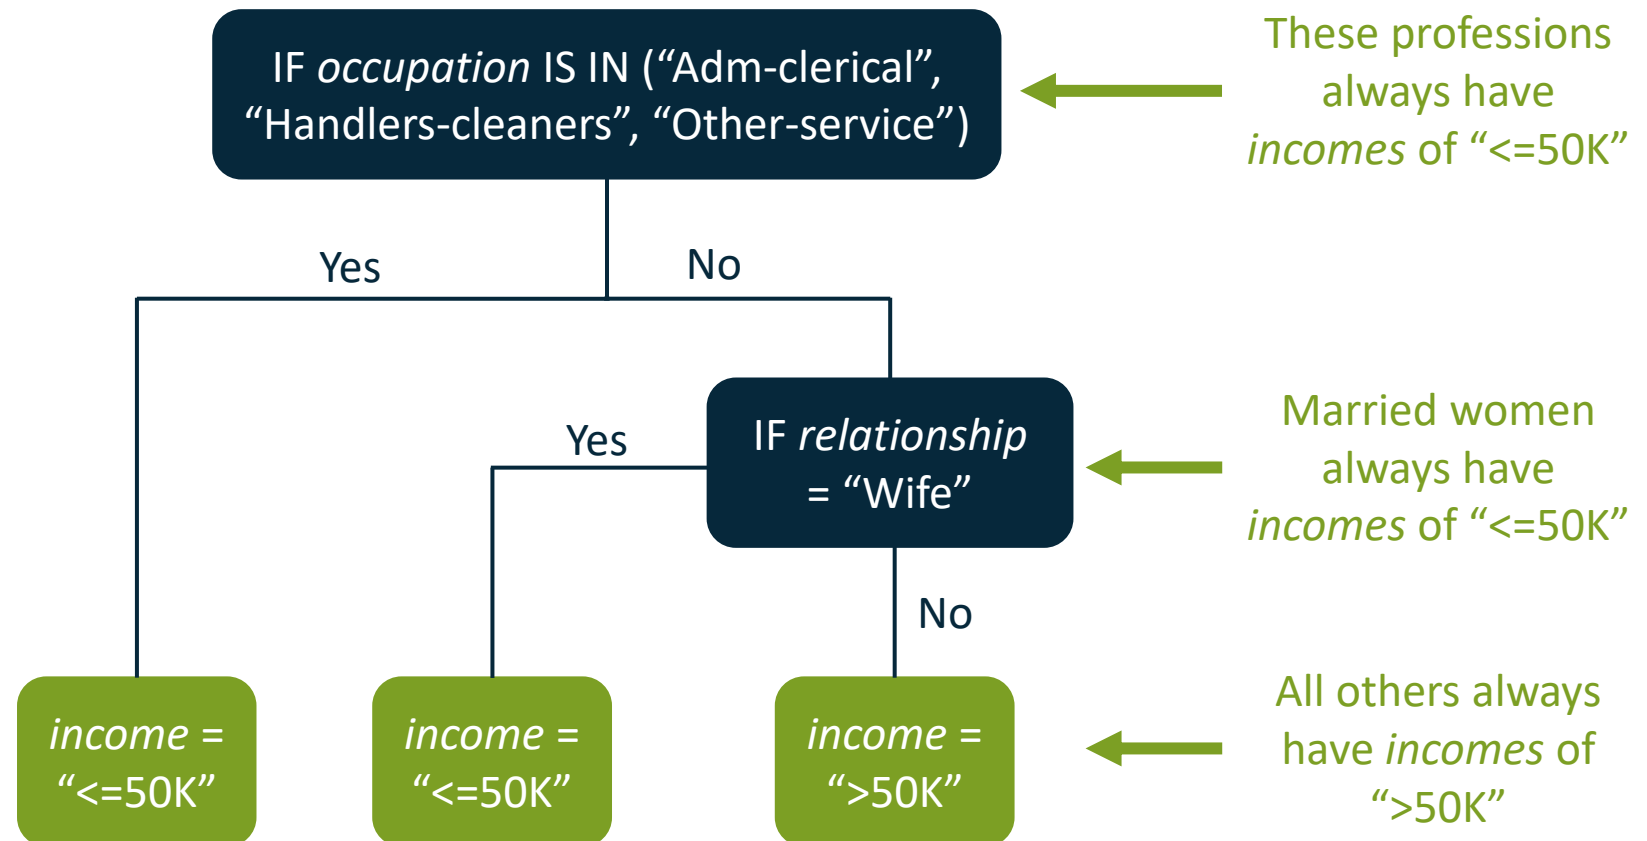 IF occupation IS IN (“Adm-clerical”,
“Handlers-cleaners”, “Other-service”)
These professions
always have
incomes of “<=50K”
Yes
No
IF relationship
= “Wife”
Yes
Married women
always have
incomes of “<=50K”
No
income =
“<=50K”
income =
“<=50K”
income =
“>50K”
All others always
have incomes of
“>50K”